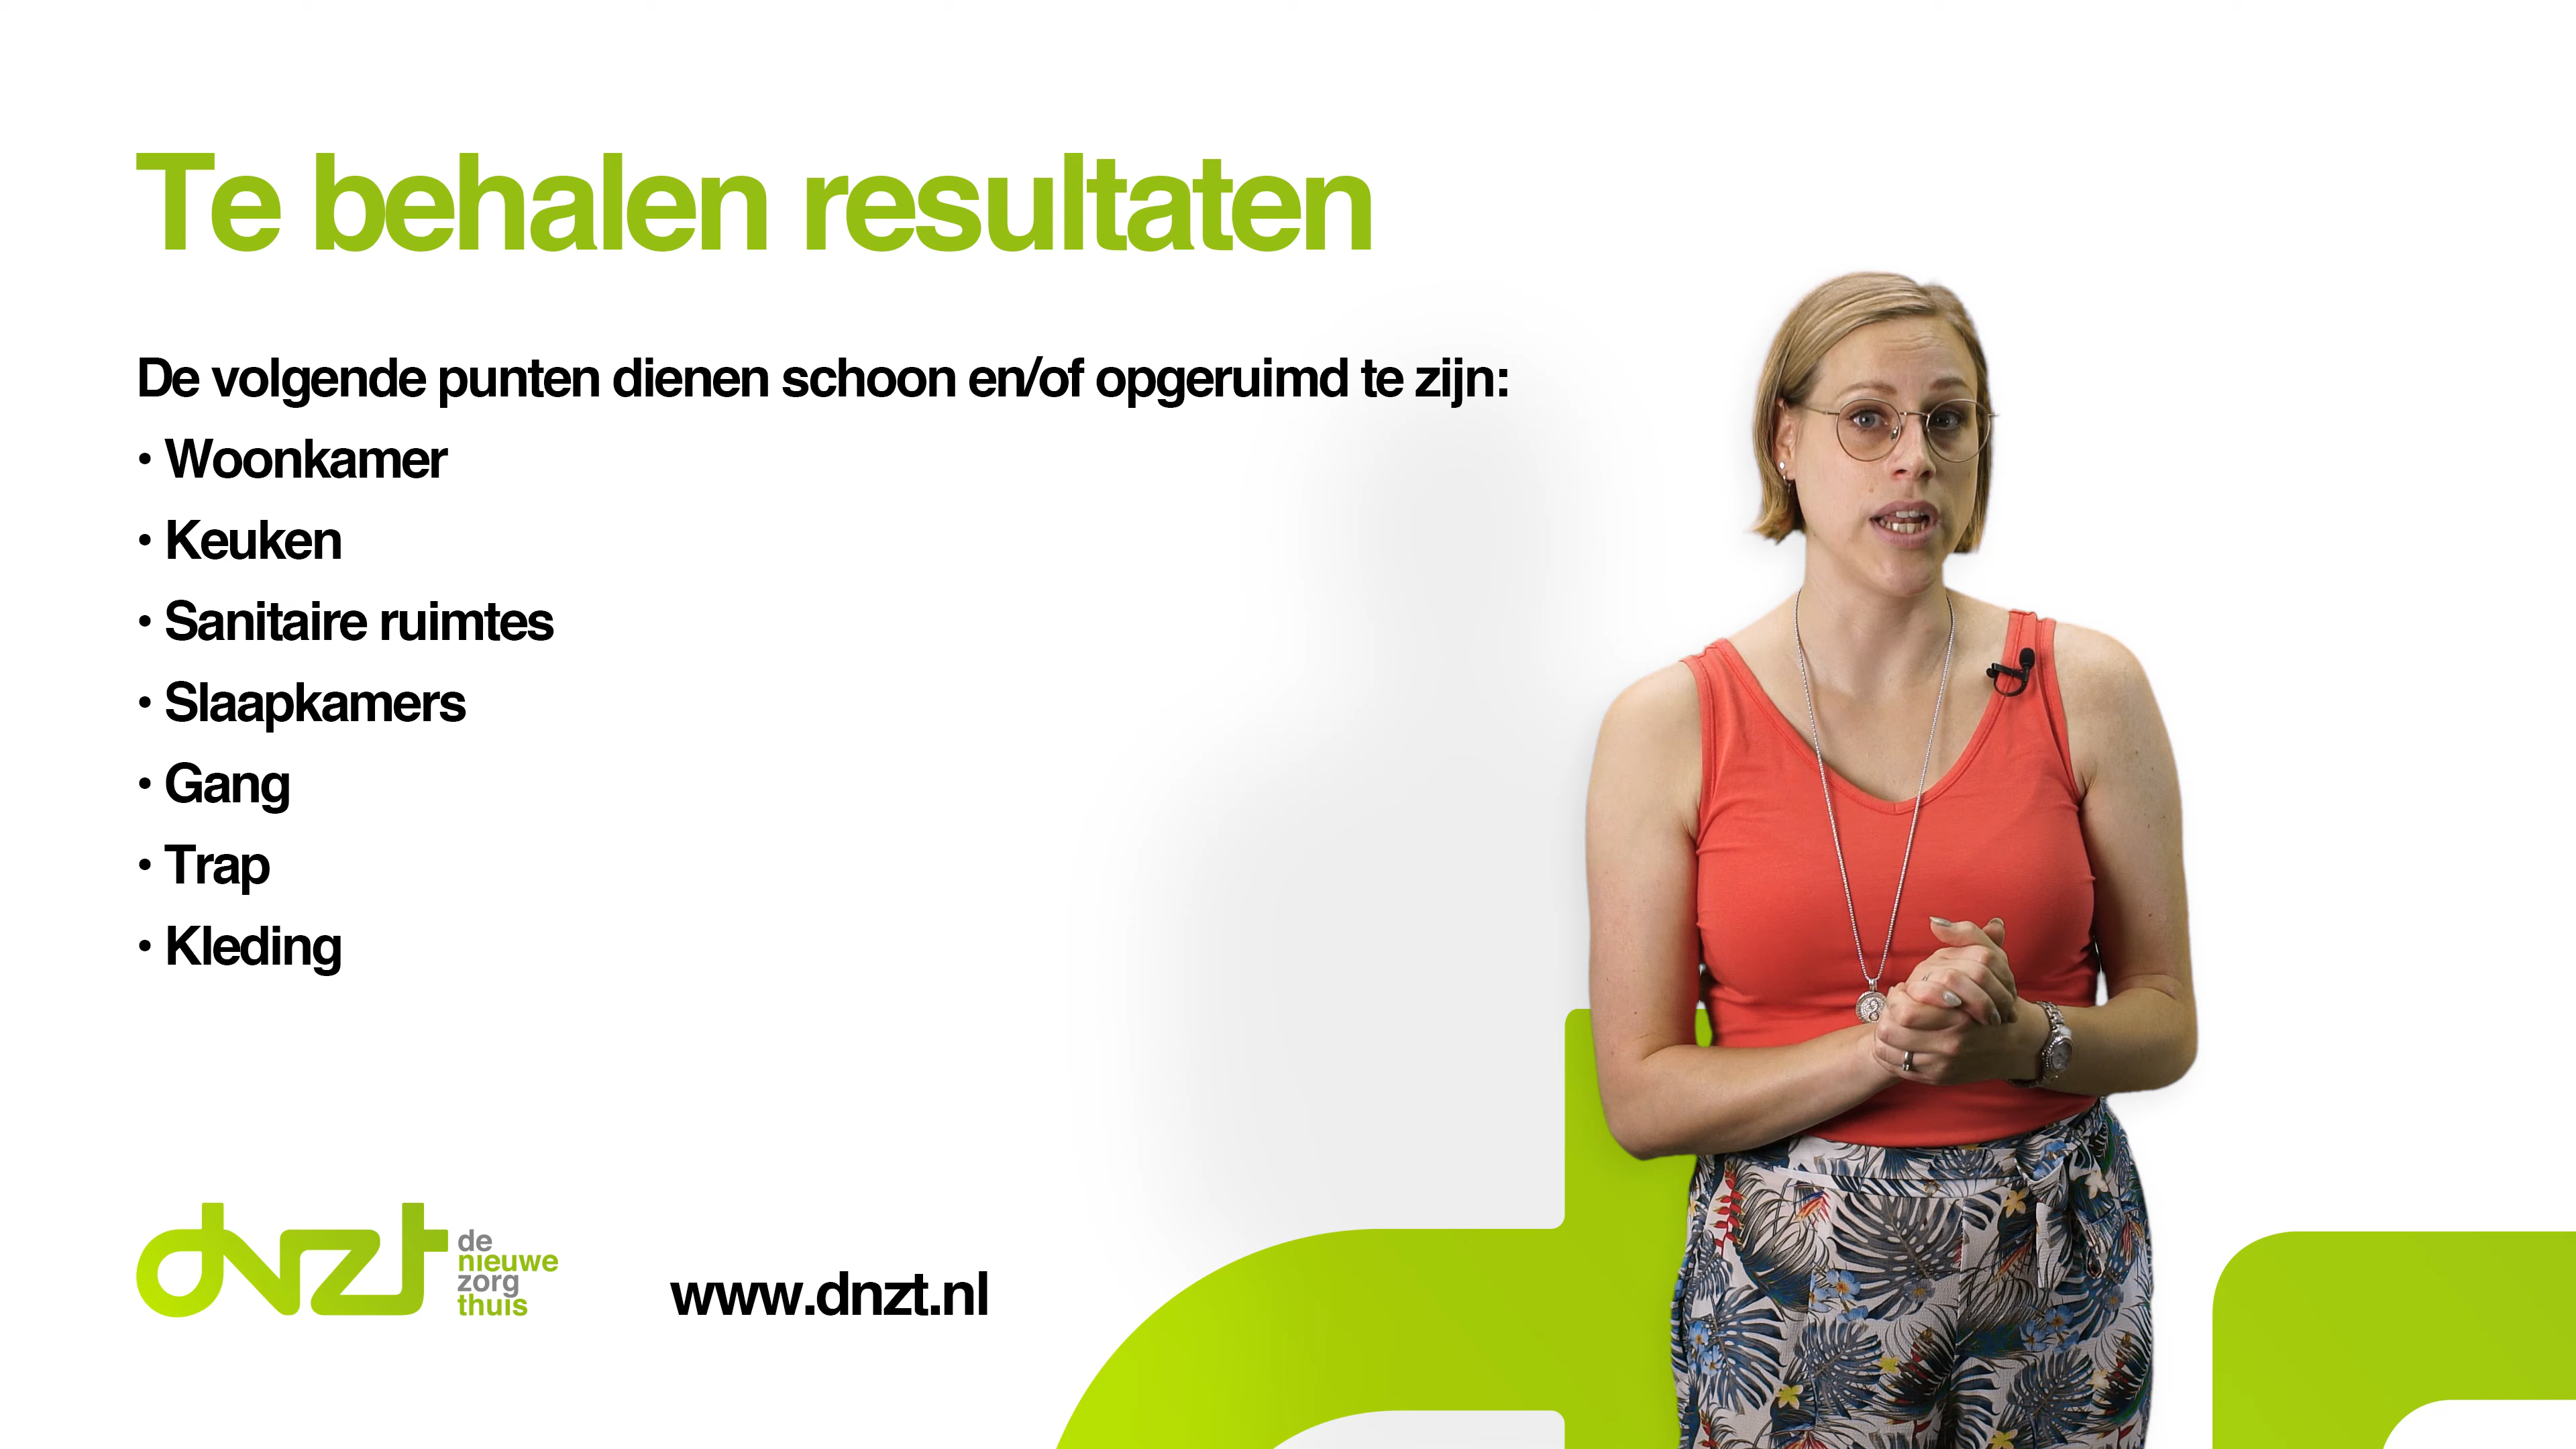 Te behalen resultaten
De volgende punten dienen schoon en/of opgeruimd te zijn:
• Woonkamer
• Keuken
• Sanitaire ruimtes
• Slaapkamers
• Gang
• Trap
• Kleding
dnzt
de
nieuwe
zorg
thuis
www.dnzt.nl